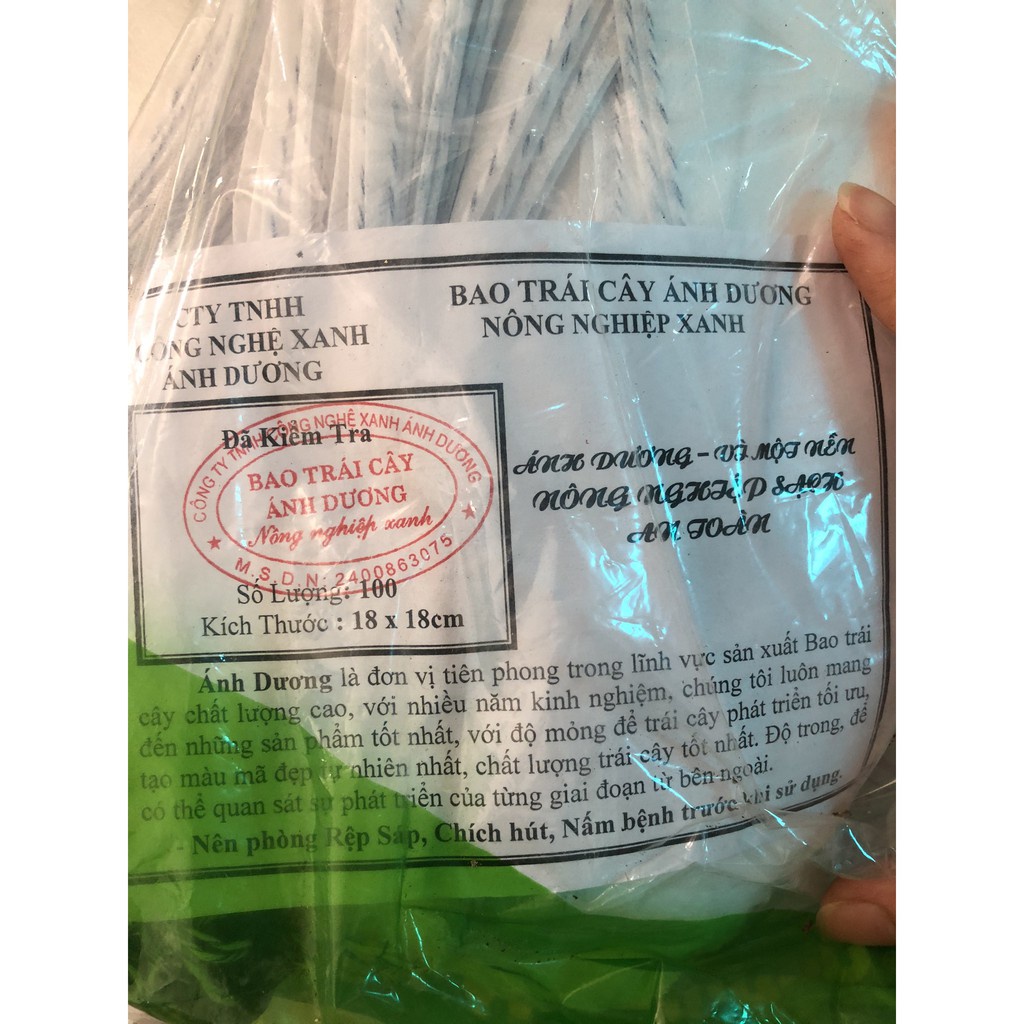 CTY TNHH
CÔNG NGHỆ XANH
ÁNH DƯƠNG
BAO TRÁI CÂY ÁNH DƯƠNG
NÔNG NGHIỆP XANH
Đã Kiểm Tra
CÔNG TY TNHH CÔNG NGHỆ XANH ÁNH DƯƠNG
BAO TRÁI CÂY
ÁNH DƯƠNG
Nông nghiệp xanh
M.S.D.N: 2400863075
Số Lượng: 100
Kích Thước : 18 x 18cm
ÁNH DƯƠNG – VÌ MỘT NỀN
NÔNG NGHIỆP SẠCH
AN TOÀN
Ánh Dương là đơn vị tiên phong trong lĩnh vực sản xuất Bao trái
cây chất lượng cao, với nhiều năm kinh nghiệm, chúng tôi luôn mang
đến những sản phẩm tốt nhất, với độ mỏng để trái cây phát triển tối ưu,
tạo màu mã đẹp tự nhiên nhất, chất lượng trái cây tốt nhất. Độ trong, để
có thể quan sát sự phát triển của từng giai đoạn từ bên ngoài.
- Nên phòng Rệp Sáp, Chích hút, Nấm bệnh trước khi sử dụng.